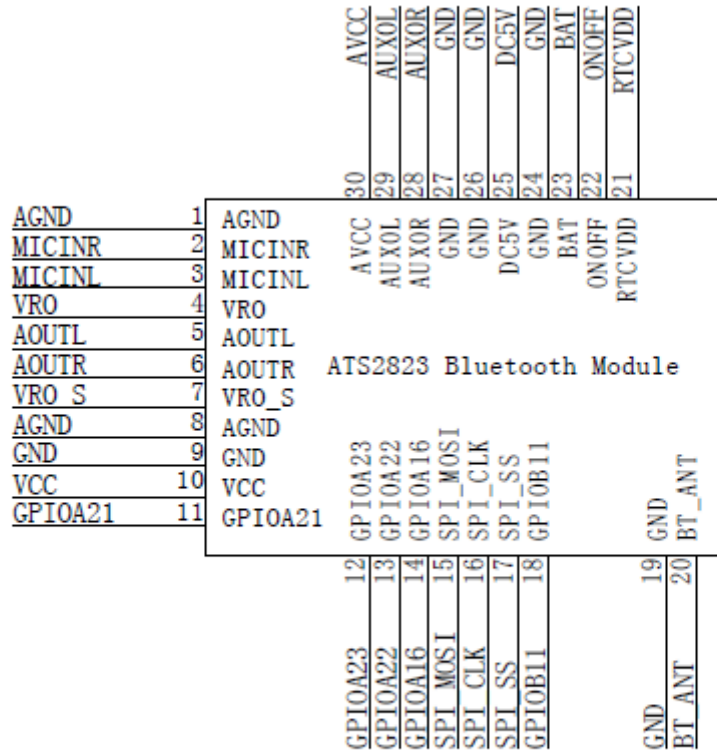 AVCC AUX0L AUX0R GND GND DC5V GND BAT ONOFF RTCVDD
30 29 28 27 26 25 24 23 22 21
AVCC AUX0L AUX0R GND GND DC5V GND BAT ONOFF RTCVDD
AGND 1 AGND
MICINR 2 MICINR
MICINL 3 MICINL
VRO 4 VRO
AOUTL 5 AOUTL
AOUTR 6 AOUTR
ATS2823 Bluetooth Module
VRO_S 7 VRO_S
AGND 8 AGND
GND 9 GND
VCC 10 VCC
GPIOA21 11 GPIOA21
GPIOA23 GPIOA22 GPIOA16 SPI_MOSI SPI_CLK SPI_SS GPIOB11 GND BT_ANT
12 13 14 15 16 17 18 19 20
GPIOA23 GPIOA22 GPIOA16 SPI_MOSI SPI_CLK SPI_SS GPIOB11 GND BT_ANT